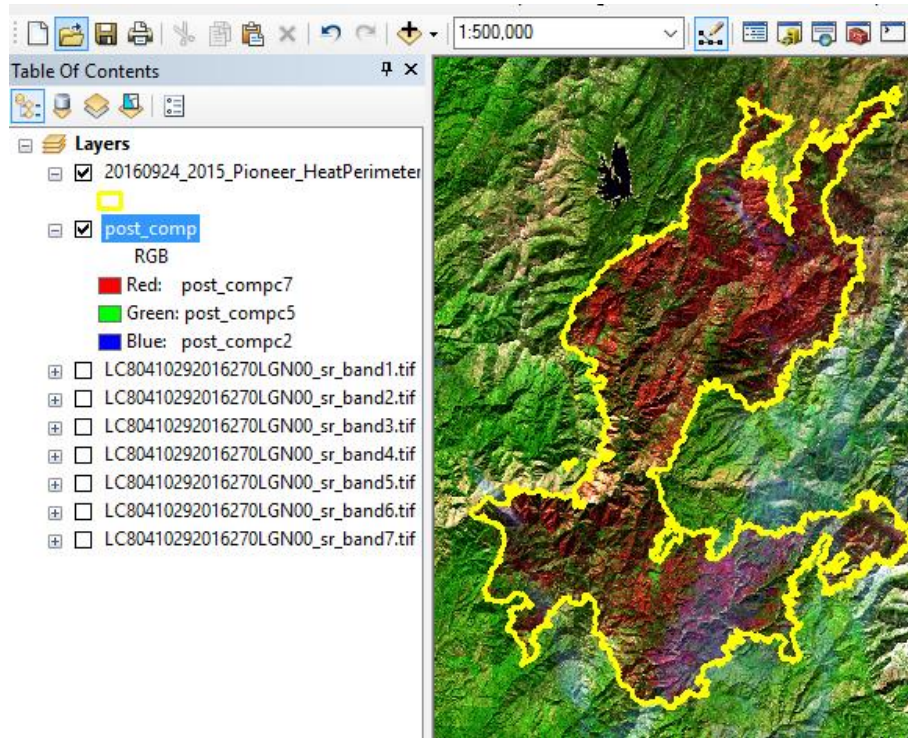 1:500,000
Table Of Contents
Layers
20160924_2015_Pioneer_HeatPerimeter
post_comp
RGB
Red: post_compc7
Green: post_compc5
Blue: post_compc2
LC80410292016270LGN00_sr_band1.tif
LC80410292016270LGN00_sr_band2.tif
LC80410292016270LGN00_sr_band3.tif
LC80410292016270LGN00_sr_band4.tif
LC80410292016270LGN00_sr_band5.tif
LC80410292016270LGN00_sr_band6.tif
LC80410292016270LGN00_sr_band7.tif